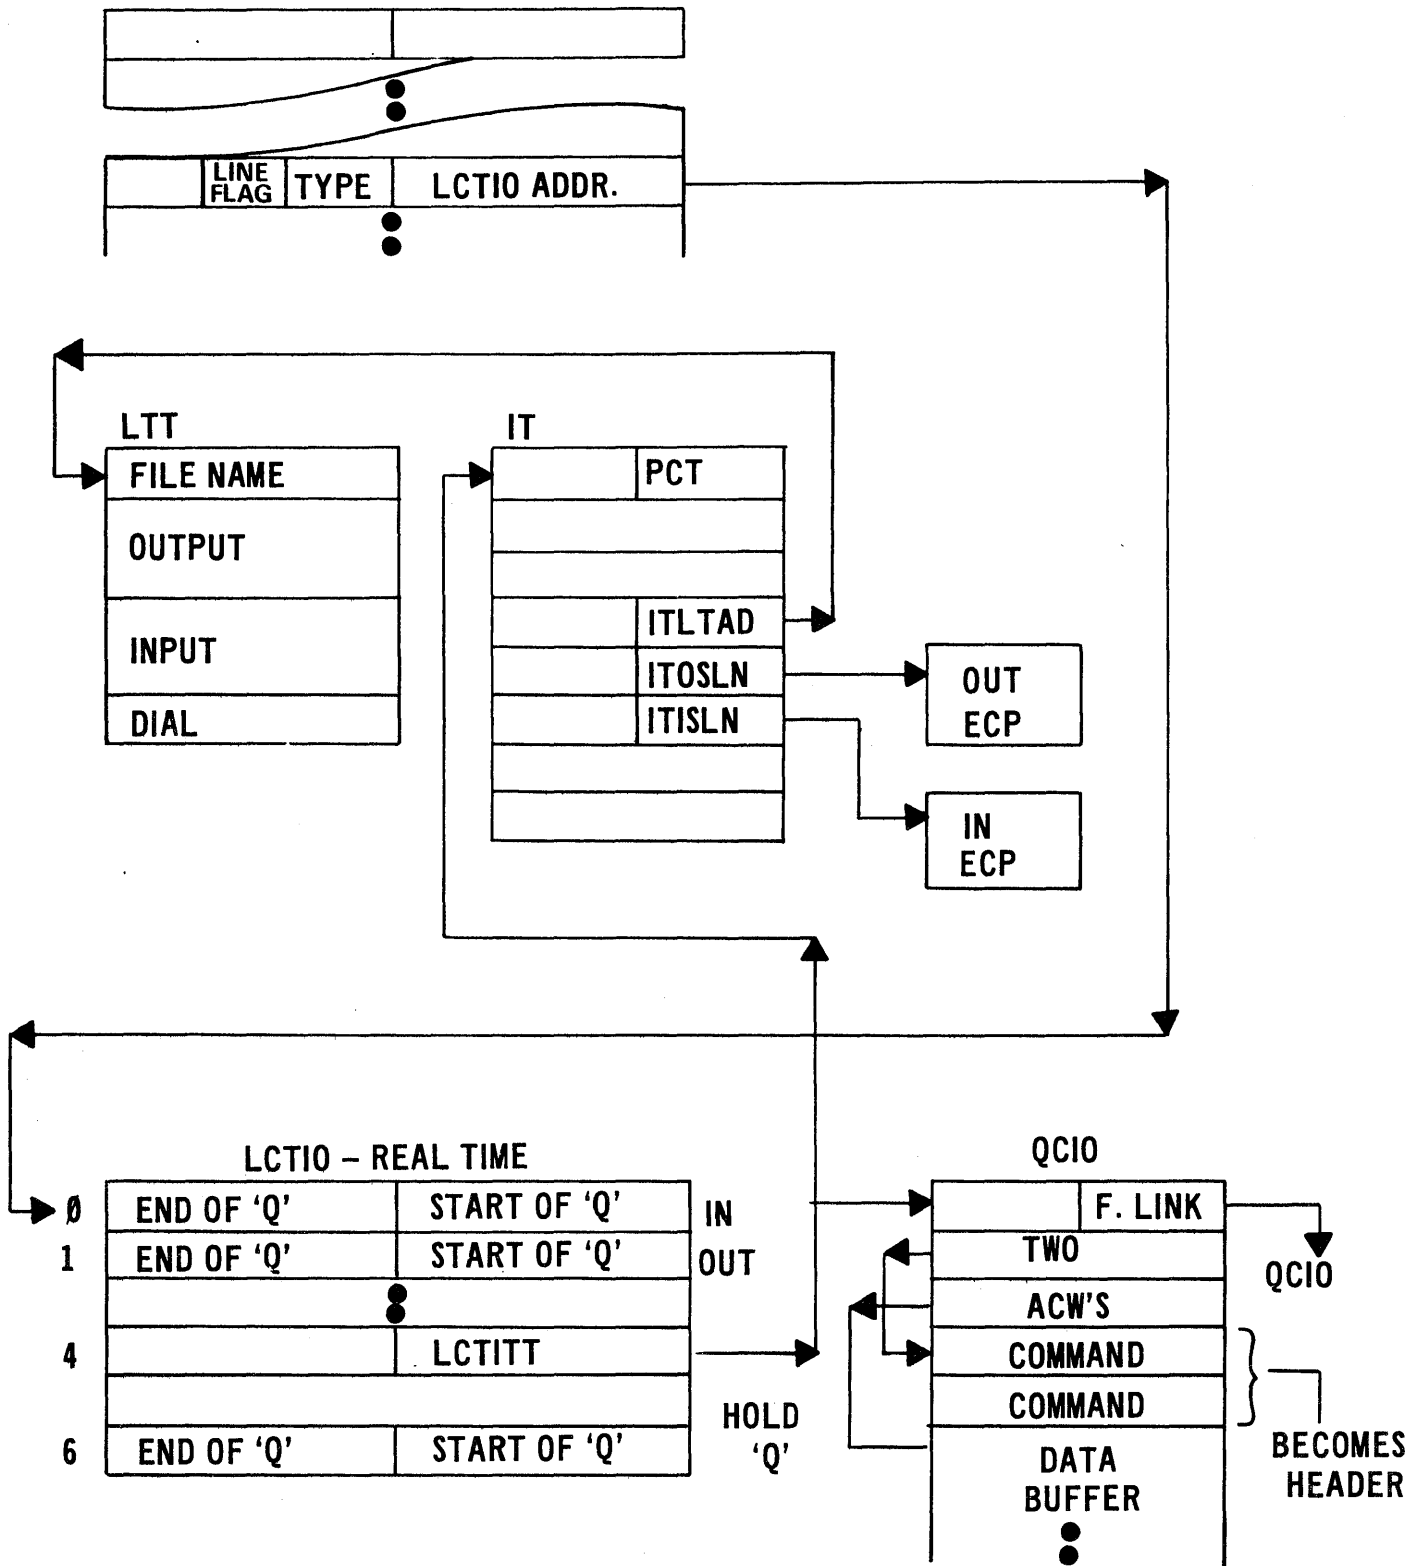 LINE
FLAG
TYPE
LCTIO ADDR.
LTT
FILE NAME
OUTPUT
INPUT
DIAL
IT
PCT
ITLTAD
ITOSLN
ITISLN
OUT
ECP
IN
ECP
LCTIO – REAL TIME
Ø END OF ‘Q’ START OF ‘Q’ IN
1 END OF ‘Q’ START OF ‘Q’ OUT
4 LCTITT
6 END OF ‘Q’ START OF ‘Q’
HOLD
‘Q’
QCIO
F. LINK
TWO
ACW'S
COMMAND
COMMAND
DATA
BUFFER
QCIO
BECOMES
HEADER